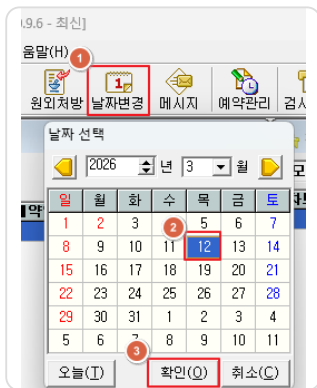 .9.6 - 최신]
움말(H)
1
원외처방 날짜변경 메시지 예약관리 검사
날짜 선택
2026 년 3 월
일 월 화 수 목 금 토
1 2 3 2 5 6 7
8 9 10 11 12 13 14
15 16 17 18 19 20 21
22 23 24 25 26 27 28
29 30 31 1 2 3 4
5 6 7 8 9 10 11
3
오늘(T) 확인(O) 취소(C)